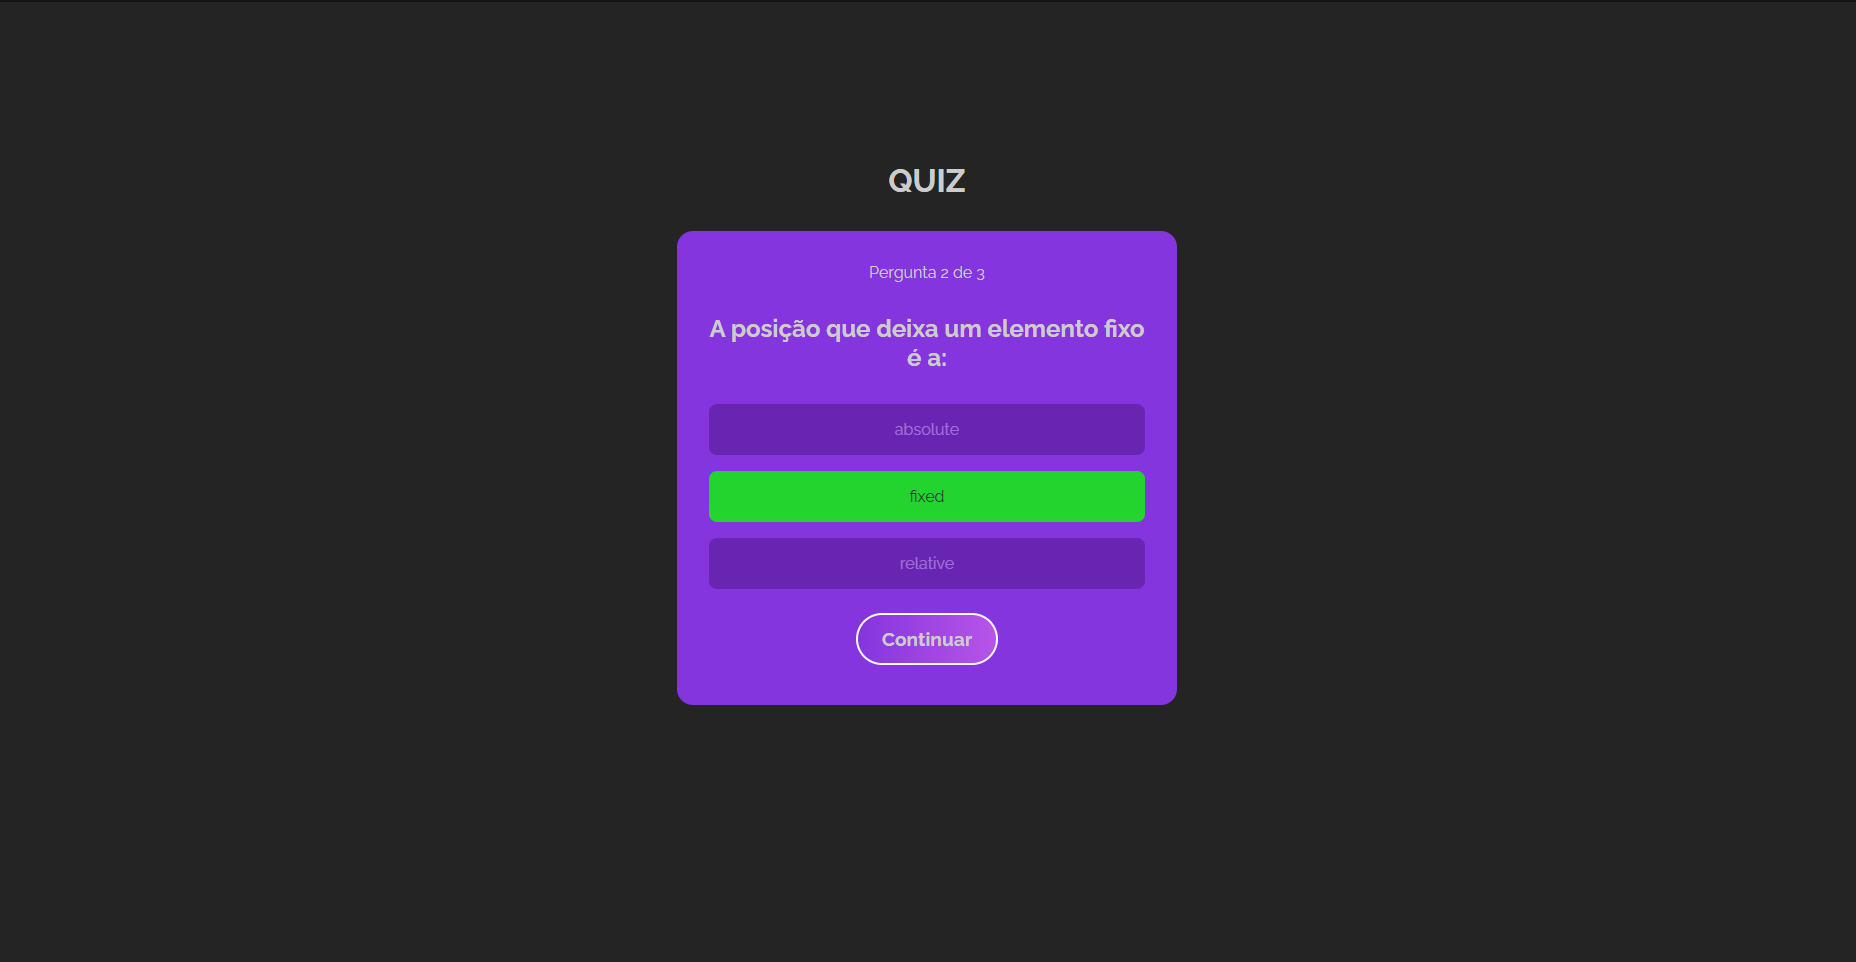 QUIZ
Pergunta 2 de 3
A posição que deixa um elemento fixo
é a:
absolute
fixed
relative
Continuar